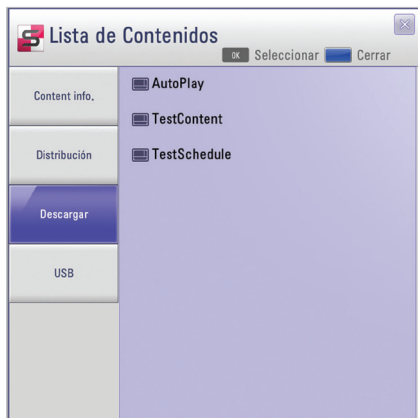 Lista de Contenidos
OK Seleccionar Cerrar
Content info.
Distribución
Descargar
USB
AutoPlay
TestContent
TestSchedule